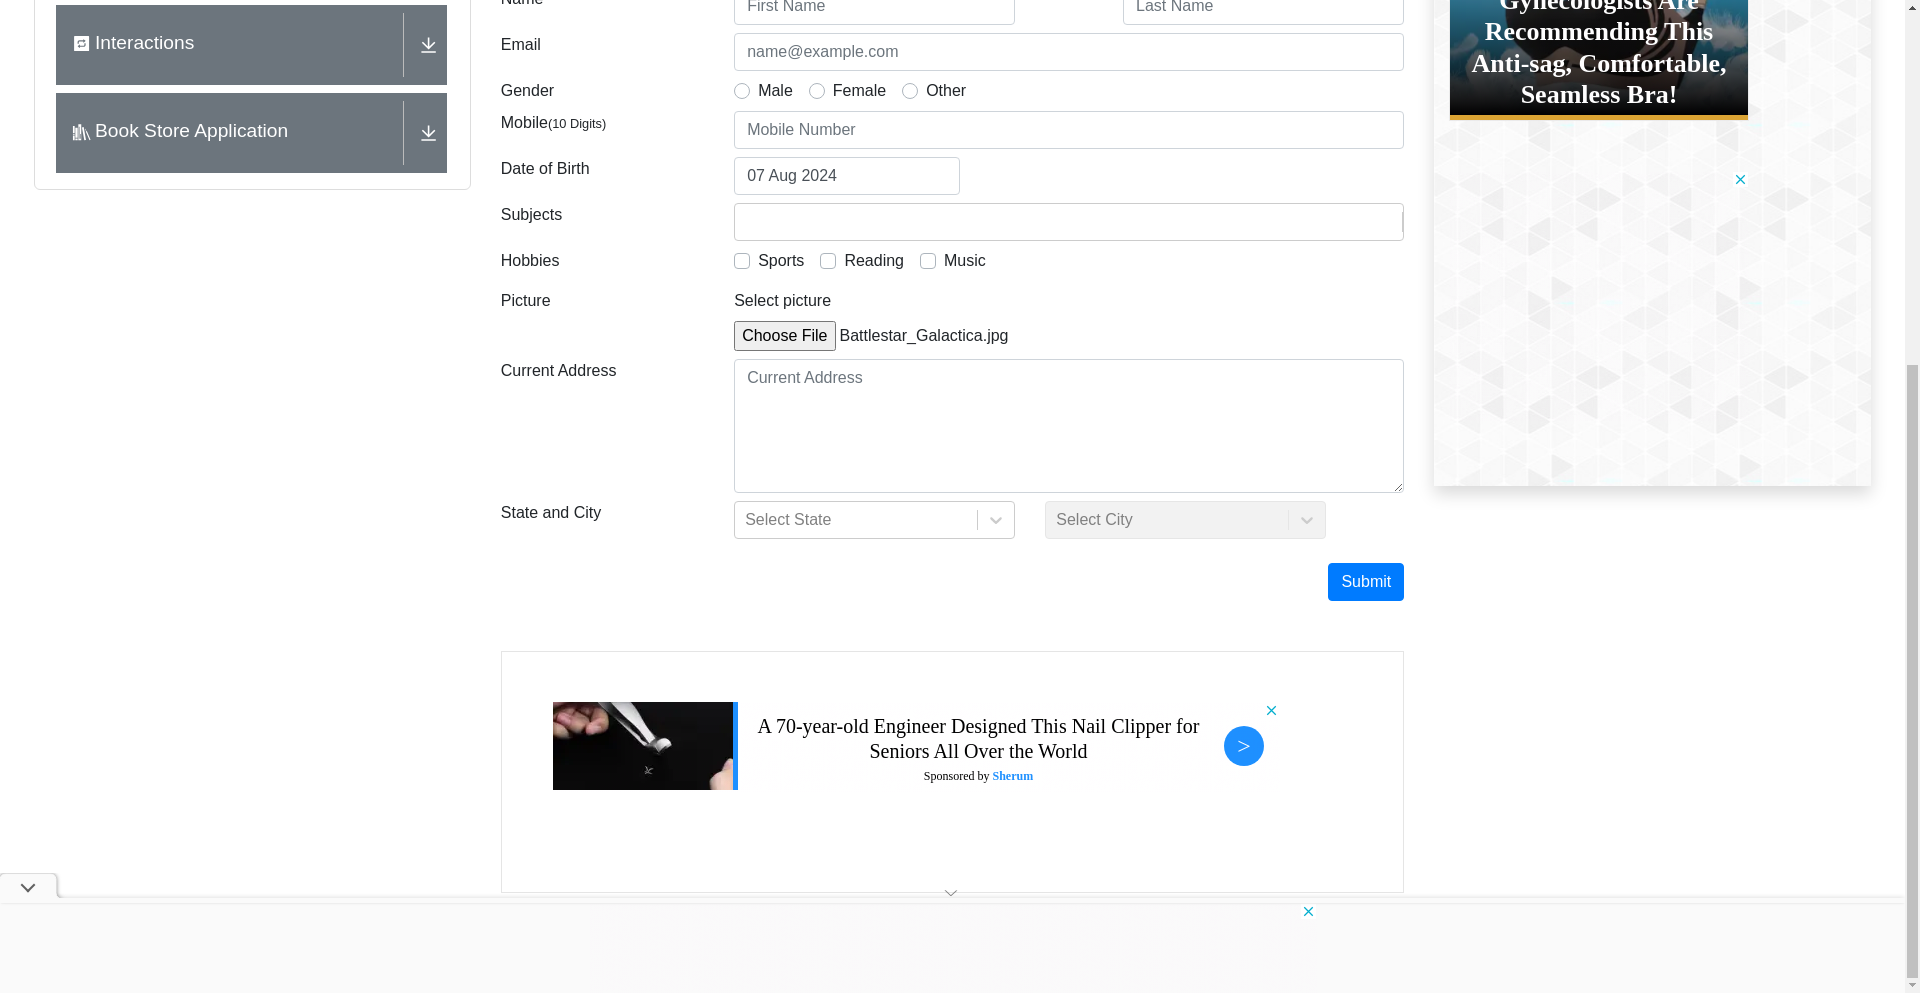 Interactions
Book Store Application
Name
First Name
Last Name
Email
name@example.com
Gender
Male
Female
Other
Mobile(10 Digits)
Mobile Number
Date of Birth
07 Aug 2024
Subjects
Hobbies
Sports
Reading
Music
Picture
Select picture
Choose File Battlestar_Galactica.jpg
Current Address
Current Address
State and City
Select State
Select City
Submit
Gynecologists Are
Recommending This
Anti-sag, Comfortable,
Seamless Bra!
A 70-year-old Engineer Designed This Nail Clipper for
Seniors All Over the World
Sponsored by Sherum
>